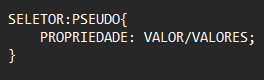 SELETOR:PSEUDO{
    PROPRIEDADE: VALOR/VALORES;
}